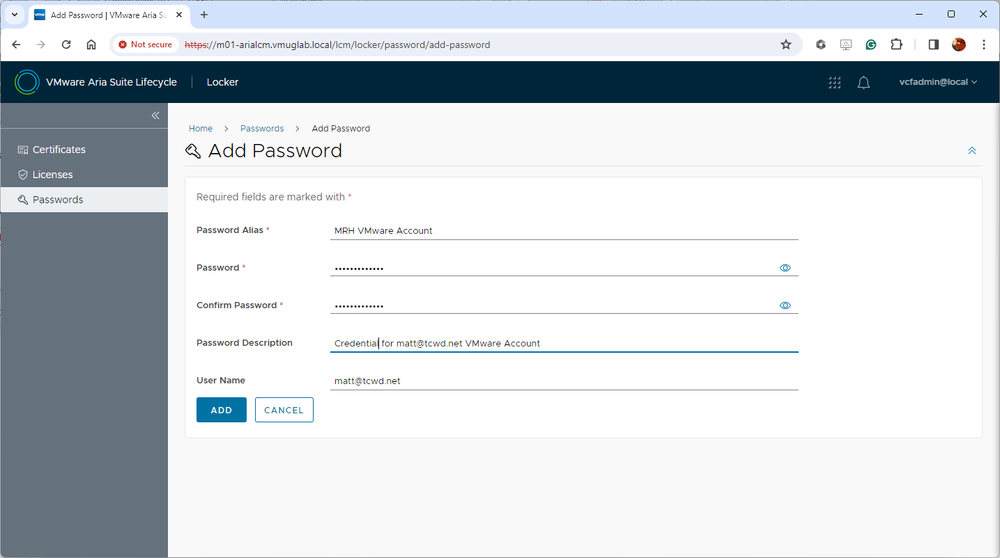 vmw Add Password | VMware Aria Su
Not secure https://m01-arialcm.vmuglab.local/lcm/locker/password/add-password
VMware Aria Suite Lifecycle | Locker vcfadmin@local
Home > Passwords > Add Password
Add Password
Certificates
Licenses
Passwords
Required fields are marked with *
Password Alias * MRH VMware Account
Password * •••••••••••••
Confirm Password * •••••••••••••
Password Description Credential for matt@tcwd.net VMware Account
User Name matt@tcwd.net
ADD CANCEL